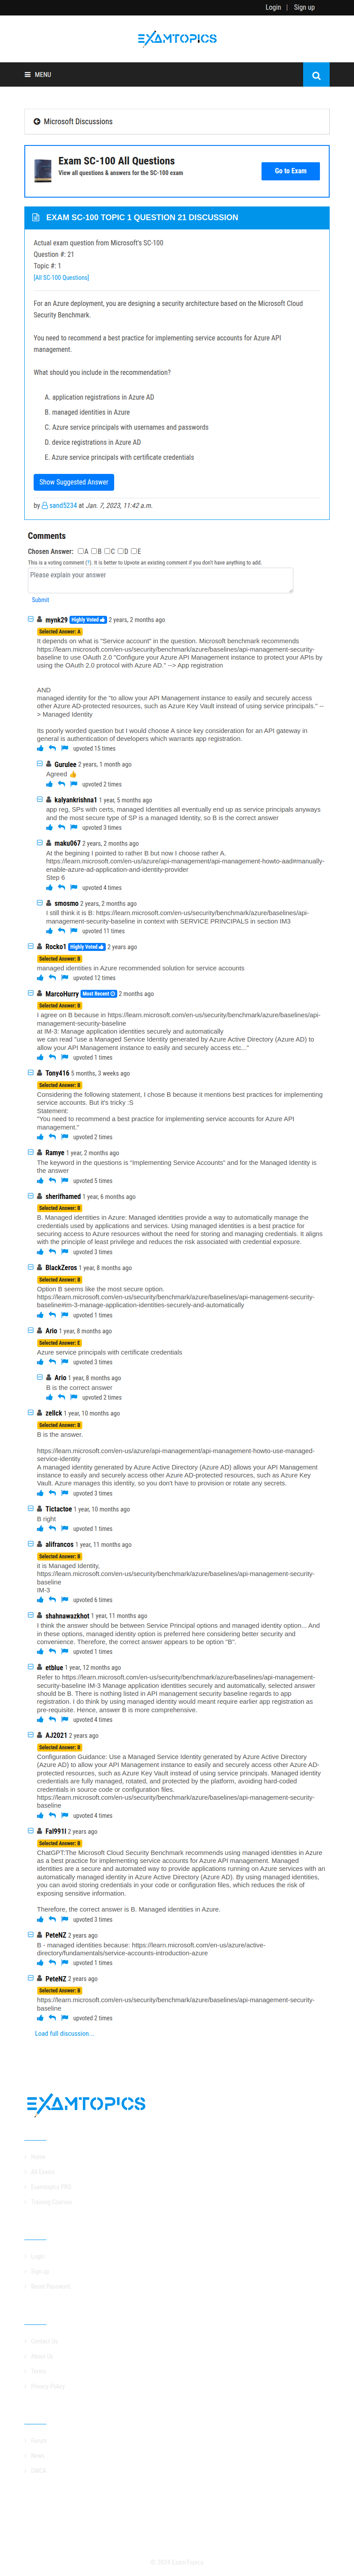 Login | Sign up
EXAMTOPICS
MENU
Microsoft Discussions
Exam SC-100 All Questions
View all questions & answers for the SC-100 exam
Go to Exam
EXAM SC-100 TOPIC 1 QUESTION 21 DISCUSSION
Actual exam question from Microsoft's SC-100
Question #: 21
Topic #: 1
[All SC-100 Questions]
For an Azure deployment, you are designing a security architecture based on the Microsoft Cloud
Security Benchmark.
You need to recommend a best practice for implementing service accounts for Azure API
management.
What should you include in the recommendation?
A. application registrations in Azure AD
B. managed identities in Azure
C. Azure service principals with usernames and passwords
D. device registrations in Azure AD
E. Azure service principals with certificate credentials
Show Suggested Answer
by sand5234 at Jan. 7, 2023, 11:42 a.m.
Comments
Chosen Answer: A B C D E
This is a voting comment (?). It is better to Upvote an existing comment if you don't have anything to add.
Please explain your answer
Submit
mynk29 Highly Voted 2 years, 2 months ago
Selected Answer: A
It depends on what is "Service account" in the question. Microsoft benchmark recommends
https://learn.microsoft.com/en-us/security/benchmark/azure/baselines/api-management-security-
baseline to use OAuth 2.0 "Configure your Azure API Management instance to protect your APIs by
using the OAuth 2.0 protocol with Azure AD." --> App registration
AND
managed identity for the "to allow your API Management instance to easily and securely access
other Azure AD-protected resources, such as Azure Key Vault instead of using service principals." --
> Managed Identity
Its poorly worded question but I would A since key consideration for an API gateway in
general is authentication of developers which warrants app registration.
upvoted 15 times
Gurulee 2 years, 1 month ago
Agreed 👍
upvoted 2 times
kalyankrishna1 1 year, 5 months ago
app reg, SPs with certs, managed Identities all eventually end up as service principals anyways
and the most secure type of SP is a managed Identity, so B is the correct answer
upvoted 3 times
maku067 2 years, 2 months ago
At the begining I pointed to rather B but now I choose rather A.
https://learn.microsoft.com/en-us/azure/api-management/api-management-howto-aad#manually-
enable-azure-ad-application-and-identity-provider
Step 6
upvoted 4 times
smosmo 2 years, 2 months ago
I still think it is B: https://learn.microsoft.com/en-us/security/benchmark/azure/baselines/api-
management-security-baseline in context with SERVICE PRINCIPALS in section IM3
upvoted 11 times
Rocko1 Highly Voted 2 years ago
Selected Answer: B
managed identities in Azure recommended solution for service accounts
upvoted 12 times
MarcoHurry Most Recent 2 months ago
Selected Answer: B
I agree on B because in https://learn.microsoft.com/en-us/security/benchmark/azure/baselines/api-
management-security-baseline
at IM-3: Manage application identities securely and automatically
we can read "use a Managed Service Identity generated by Azure Active Directory (Azure AD) to
allow your API Management instance to easily and securely access etc..."
upvoted 1 times
Tony416 5 months, 3 weeks ago
Selected Answer: B
Considering the following statement, I chose B because it mentions best practices for implementing
service accounts. But it's tricky :S
Statement:
"You need to recommend a best practice for implementing service accounts for Azure API
management."
upvoted 2 times
Ramye 1 year, 2 months ago
The keyword in the questions is "Implementing Service Accounts" and for the Managed Identity is
the answer
upvoted 5 times
sherifhamed 1 year, 6 months ago
Selected Answer: B
B. Managed identities in Azure: Managed identities provide a way to automatically manage the
credentials used by applications and services. Using managed identities is a best practice for
securing access to Azure resources without the need for storing and managing credentials. It aligns
with the principle of least privilege and reduces the risk associated with credential exposure.
upvoted 3 times
BlackZeros 1 year, 8 months ago
Selected Answer: B
Option B seems like the most secure option.
https://learn.microsoft.com/en-us/security/benchmark/azure/baselines/api-management-security-
baseline#im-3-manage-application-identities-securely-and-automatically
upvoted 1 times
Ario 1 year, 8 months ago
Selected Answer: E
Azure service principals with certificate credentials
upvoted 3 times
Ario 1 year, 8 months ago
B is the correct answer
upvoted 2 times
zellck 1 year, 10 months ago
Selected Answer: B
B is the answer.
https://learn.microsoft.com/en-us/azure/api-management/api-management-howto-use-managed-
service-identity
A managed identity generated by Azure Active Directory (Azure AD) allows your API Management
instance to easily and securely access other Azure AD-protected resources, such as Azure Key
Vault. Azure manages this identity, so you don't have to provision or rotate any secrets.
upvoted 3 times
Tictactoe 1 year, 10 months ago
B right
upvoted 1 times
alifrancos 1 year, 11 months ago
Selected Answer: B
it is Managed Identity,
https://learn.microsoft.com/en-us/security/benchmark/azure/baselines/api-management-security-
baseline
IM-3
upvoted 6 times
shahnawazkhot 1 year, 11 months ago
I think the answer should be between Service Principal options and managed identity option... And
in these options, managed identity option is preferred here considering better security and
convenience. Therefore, the correct answer appears to be option "B".
upvoted 1 times
etblue 1 year, 12 months ago
Refer to https://learn.microsoft.com/en-us/security/benchmark/azure/baselines/api-management-
security-baseline IM-3 Manage application identities securely and automatically, selected answer
should be B. There is nothing listed in API management security baseline regards to app
registration. I do think by using managed identity would mant require earlier app registration as
pre-requisite. Hence, answer B is more comprehensive.
upvoted 4 times
AJ2021 2 years ago
Selected Answer: B
Configuration Guidance: Use a Managed Service Identity generated by Azure Active Directory
(Azure AD) to allow your API Management instance to easily and securely access other Azure AD-
protected resources, such as Azure Key Vault instead of using service principals. Managed Identity
credentials are fully managed, rotated, and protected by the platform, avoiding hard-coded
credentials in source code or configuration files.
https://learn.microsoft.com/en-us/security/benchmark/azure/baselines/api-management-security-
baseline
upvoted 4 times
Fal991l 2 years ago
Selected Answer: B
ChatGPT:The Microsoft Cloud Security Benchmark recommends using managed identities in Azure
as a best practice for implementing service accounts for Azure API management. Managed
identities are a secure and automated way to provide applications running on Azure services with an
automatically managed identity in Azure Active Directory (Azure AD). By using managed identities,
you can avoid storing credentials in your code or configuration files, which reduces the risk of
exposing sensitive information.
Therefore, the correct answer is B. Managed identities in Azure.
upvoted 3 times
PeteNZ 2 years ago
B - managed identities because: https://learn.microsoft.com/en-us/azure/active-
directory/fundamentals/service-accounts-introduction-azure
upvoted 1 times
PeteNZ 2 years ago
Selected Answer: B
https://learn.microsoft.com/en-us/security/benchmark/azure/baselines/api-management-security-
baseline
upvoted 2 times
Load full discussion...
EXAMTOPICS
Home
All Exams
Examtopics PRO
Training Courses
Login
Signup
Reset Password
Contact Us
About Us
Terms
Privacy Policy
Forum
News
DMCA
© 2024 ExamTopics